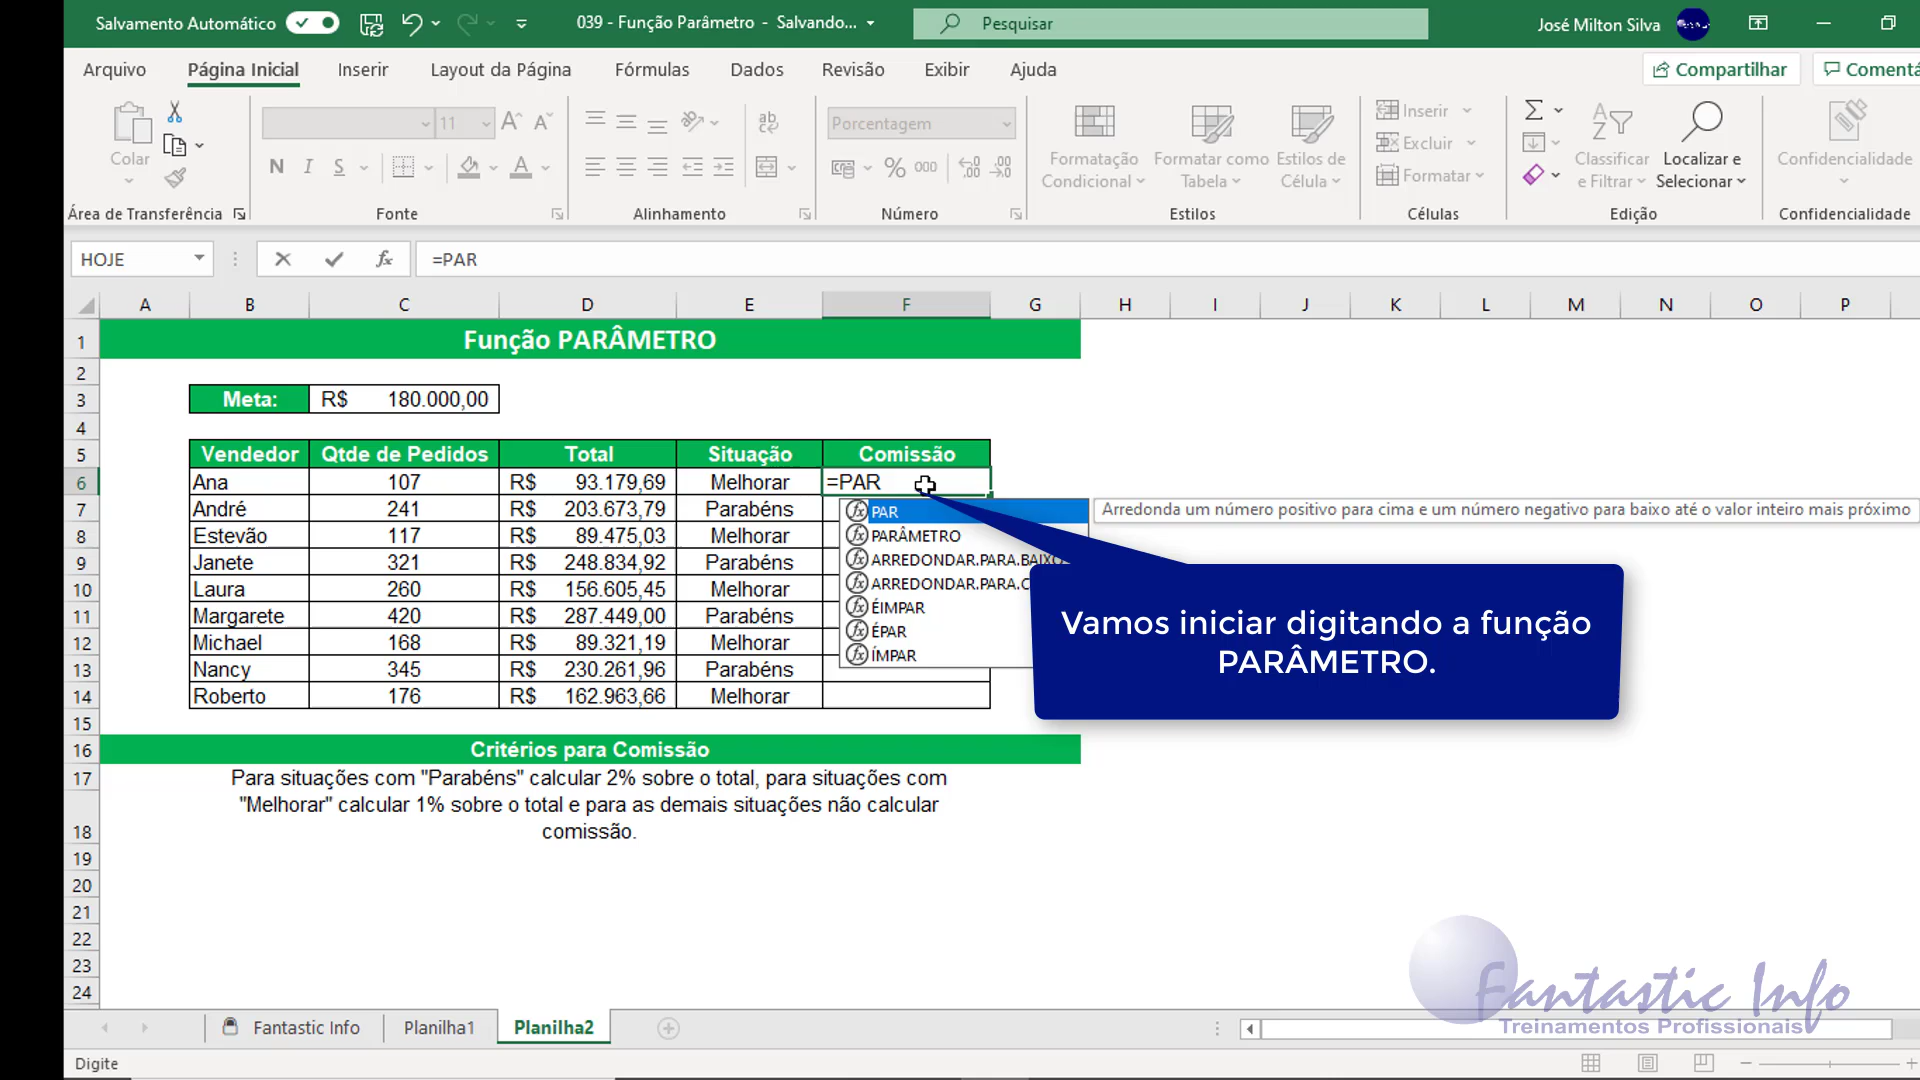 Salvamento Automático
039 - Função Parâmetro - Salvando...
Pesquisar
José Milton Silva
Arquivo Página Inicial Inserir Layout da Página Fórmulas Dados Revisão Exibir Ajuda
Compartilhar
Comentá
Colar
Área de Transferência
11
N I S
Fonte
ab
Alinhamento
Porcentagem
% 000
Número
Formatação Condicional
Formatar como Tabela
Estilos de Célula
Estilos
Inserir
Excluir
Formatar
Células
Classificar e Filtrar
Localizar e Selecionar
Edição
Confidencialidade
Confidencialidade
HOJE
fx
=PAR
A B C D E F G H I J K L M N O P
1 Função PARÂMETRO
2
3 Meta: R$ 180.000,00
4
5 Vendedor Qtde de Pedidos Total Situação Comissão
6 Ana 107 R$ 93.179,69 Melhorar =PAR
7 André 241 R$ 203.673,79 Parabéns
8 Estevão 117 R$ 89.475,03 Melhorar
9 Janete 321 R$ 248.834,92 Parabéns
10 Laura 260 R$ 156.605,45 Melhorar
11 Margarete 420 R$ 287.449,00 Parabéns
12 Michael 168 R$ 89.321,19 Melhorar
13 Nancy 345 R$ 230.261,96 Parabéns
14 Roberto 176 R$ 162.963,66 Melhorar
PAR
PARÂMETRO
ARREDONDAR.PARA.BAIXO
ARREDONDAR.PARA.C
ÉIMPAR
ÉPAR
ÍMPAR
Arredonda um número positivo para cima e um número negativo para baixo até o valor inteiro mais próximo
Vamos iniciar digitando a função
PARÂMETRO.
15
16 Critérios para Comissão
17 Para situações com "Parabéns" calcular 2% sobre o total, para situações com
"Melhorar" calcular 1% sobre o total e para as demais situações não calcular
18 comissão.
19
20
21
22
23
24
Fantastic Info
Treinamentos Profissionais
Fantastic Info Planilha1 Planilha2
Digite